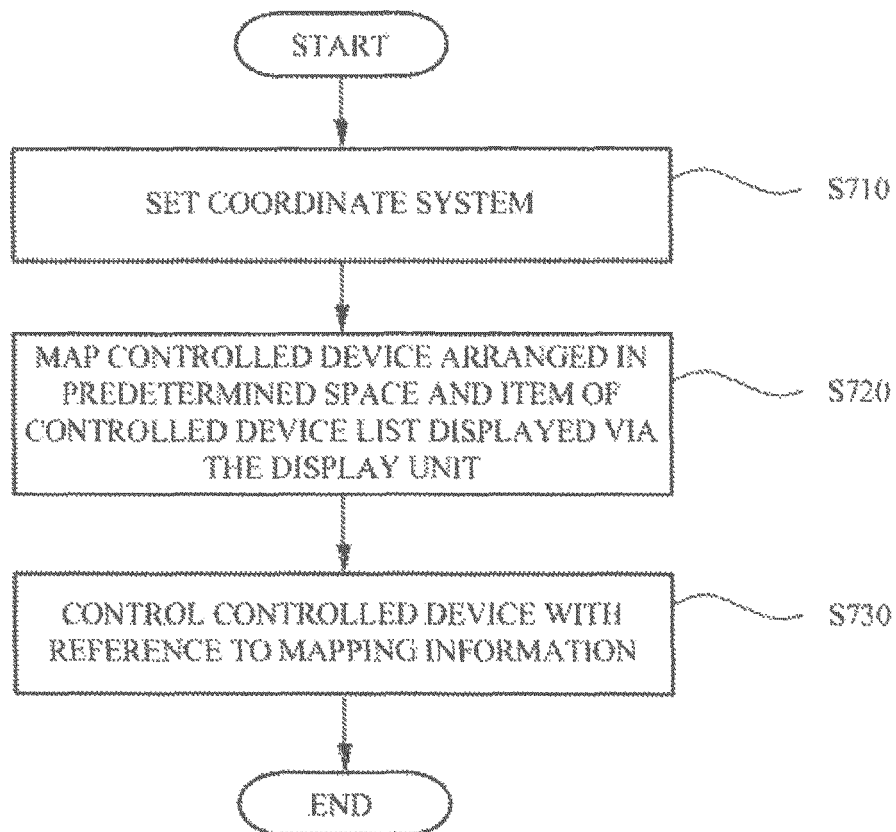 START
SET COORDINATE SYSTEM
S710
MAP CONTROLLED DEVICE ARRANGED IN
PREDETERMINED SPACE AND ITEM OF
CONTROLLED DEVICE LIST DISPLAYED VIA
THE DISPLAY UNIT
S720
CONTROL CONTROLLED DEVICE WITH
REFERENCE TO MAPPING INFORMATION
S730
END